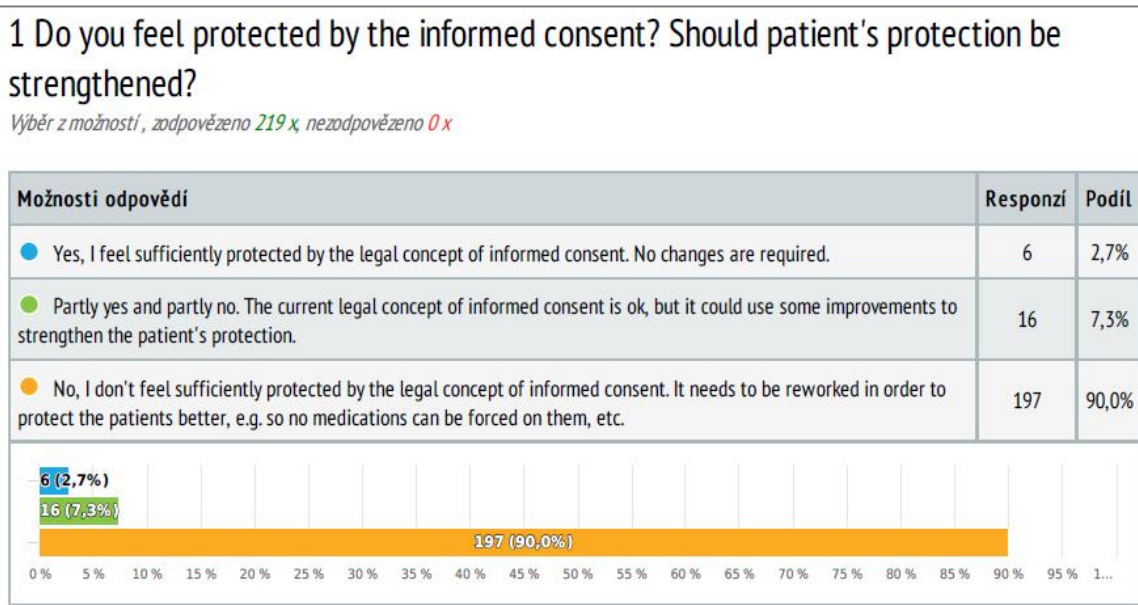 1 Do you feel protected by the informed consent? Should patient's protection be
strengthened?
Výběr z možností , zodpovězeno 219 x, nezodpovězeno 0 x
Možnosti odpovědí Responzí Podíl
Yes, I feel sufficiently protected by the legal concept of informed consent. No changes are required. 6 2,7%
Partly yes and partly no. The current legal concept of informed consent is ok, but it could use some improvements to
strengthen the patient's protection. 16 7,3%
No, I don't feel sufficiently protected by the legal concept of informed consent. It needs to be reworked in order to
protect the patients better, e.g. so no medications can be forced on them, etc. 197 90,0%
6 (2,7%)
16 (7,3%)
197 (90,0%)
0 % 5 % 10 % 15 % 20 % 25 % 30 % 35 % 40 % 45 % 50 % 55 % 60 % 65 % 70 % 75 % 80 % 85 % 90 % 95 % 1...